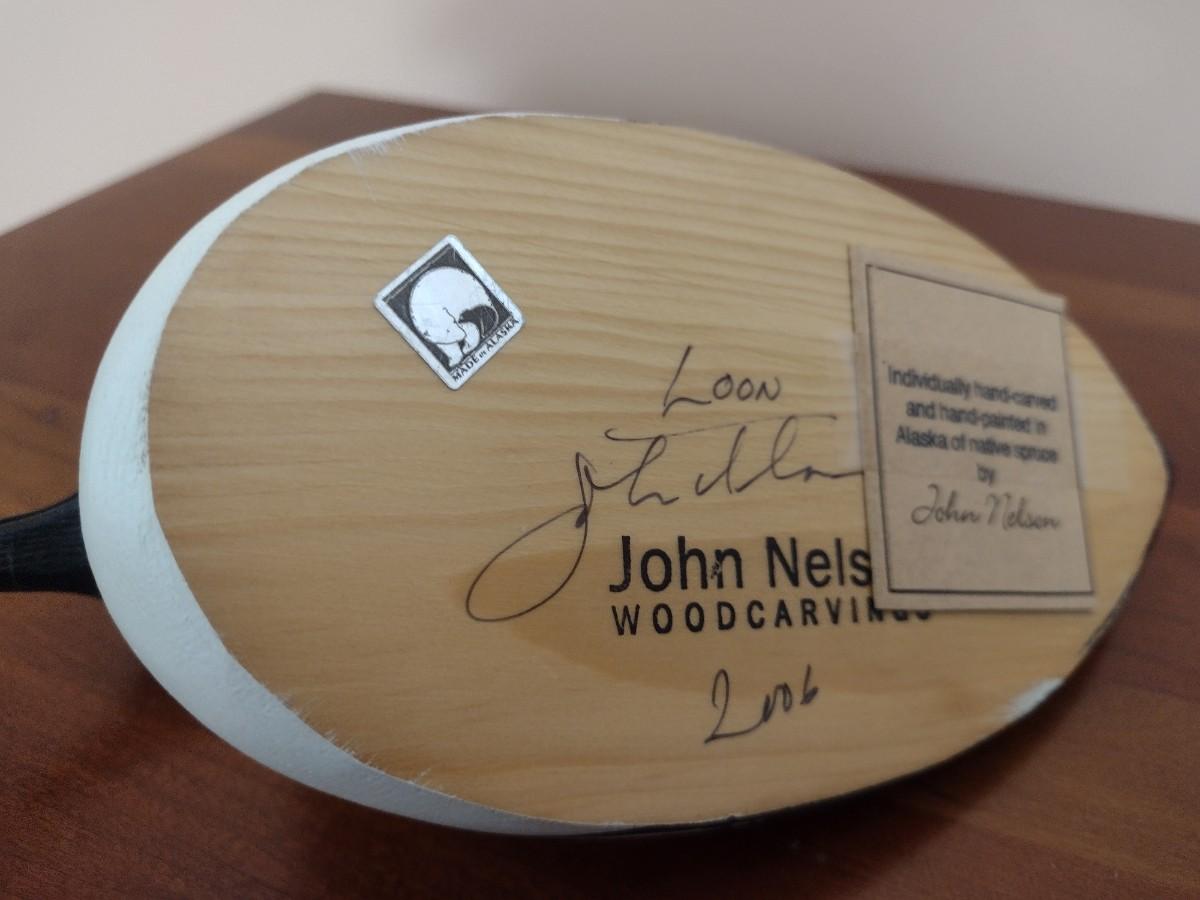 MADE IN ALASKA
LOON
John Nels
WOODCARVINGS
2006
Individually hand-carved
and hand-painted in
Alaska of native spruce
by
John Nelson